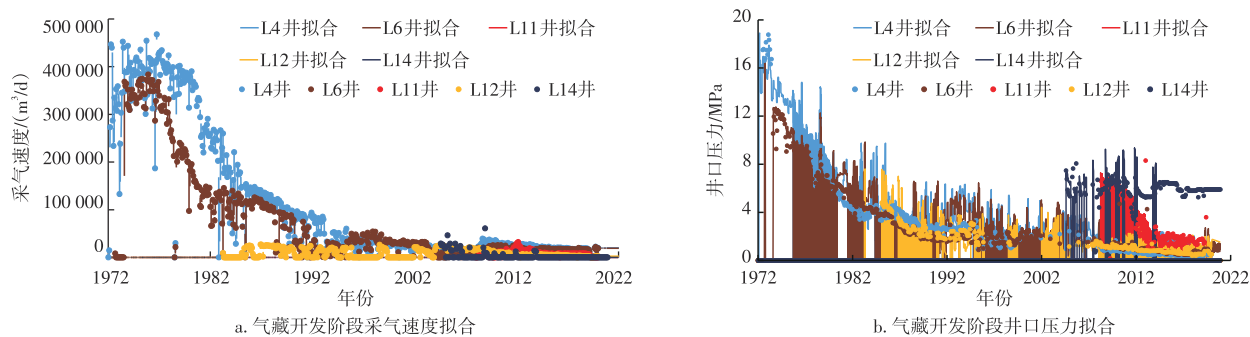 500 000
400 000
300 000
200 000
100 000
0
采气速度/(m³/d)
L4井拟合 L6井拟合 L11井拟合
L12井拟合 L14井拟合
L4井 L6井 L11井 L12井 L14井
1972 1982 1992 2002 2012 2022
年份
a. 气藏开发阶段采气速度拟合
20
16
12
8
4
0
井口压力/MPa
L4井拟合 L6井拟合 L11井拟合
L12井拟合 L14井拟合
L4井 L6井 L11井 L12井 L14井
1972 1982 1992 2002 2012 2022
年份
b. 气藏开发阶段井口压力拟合